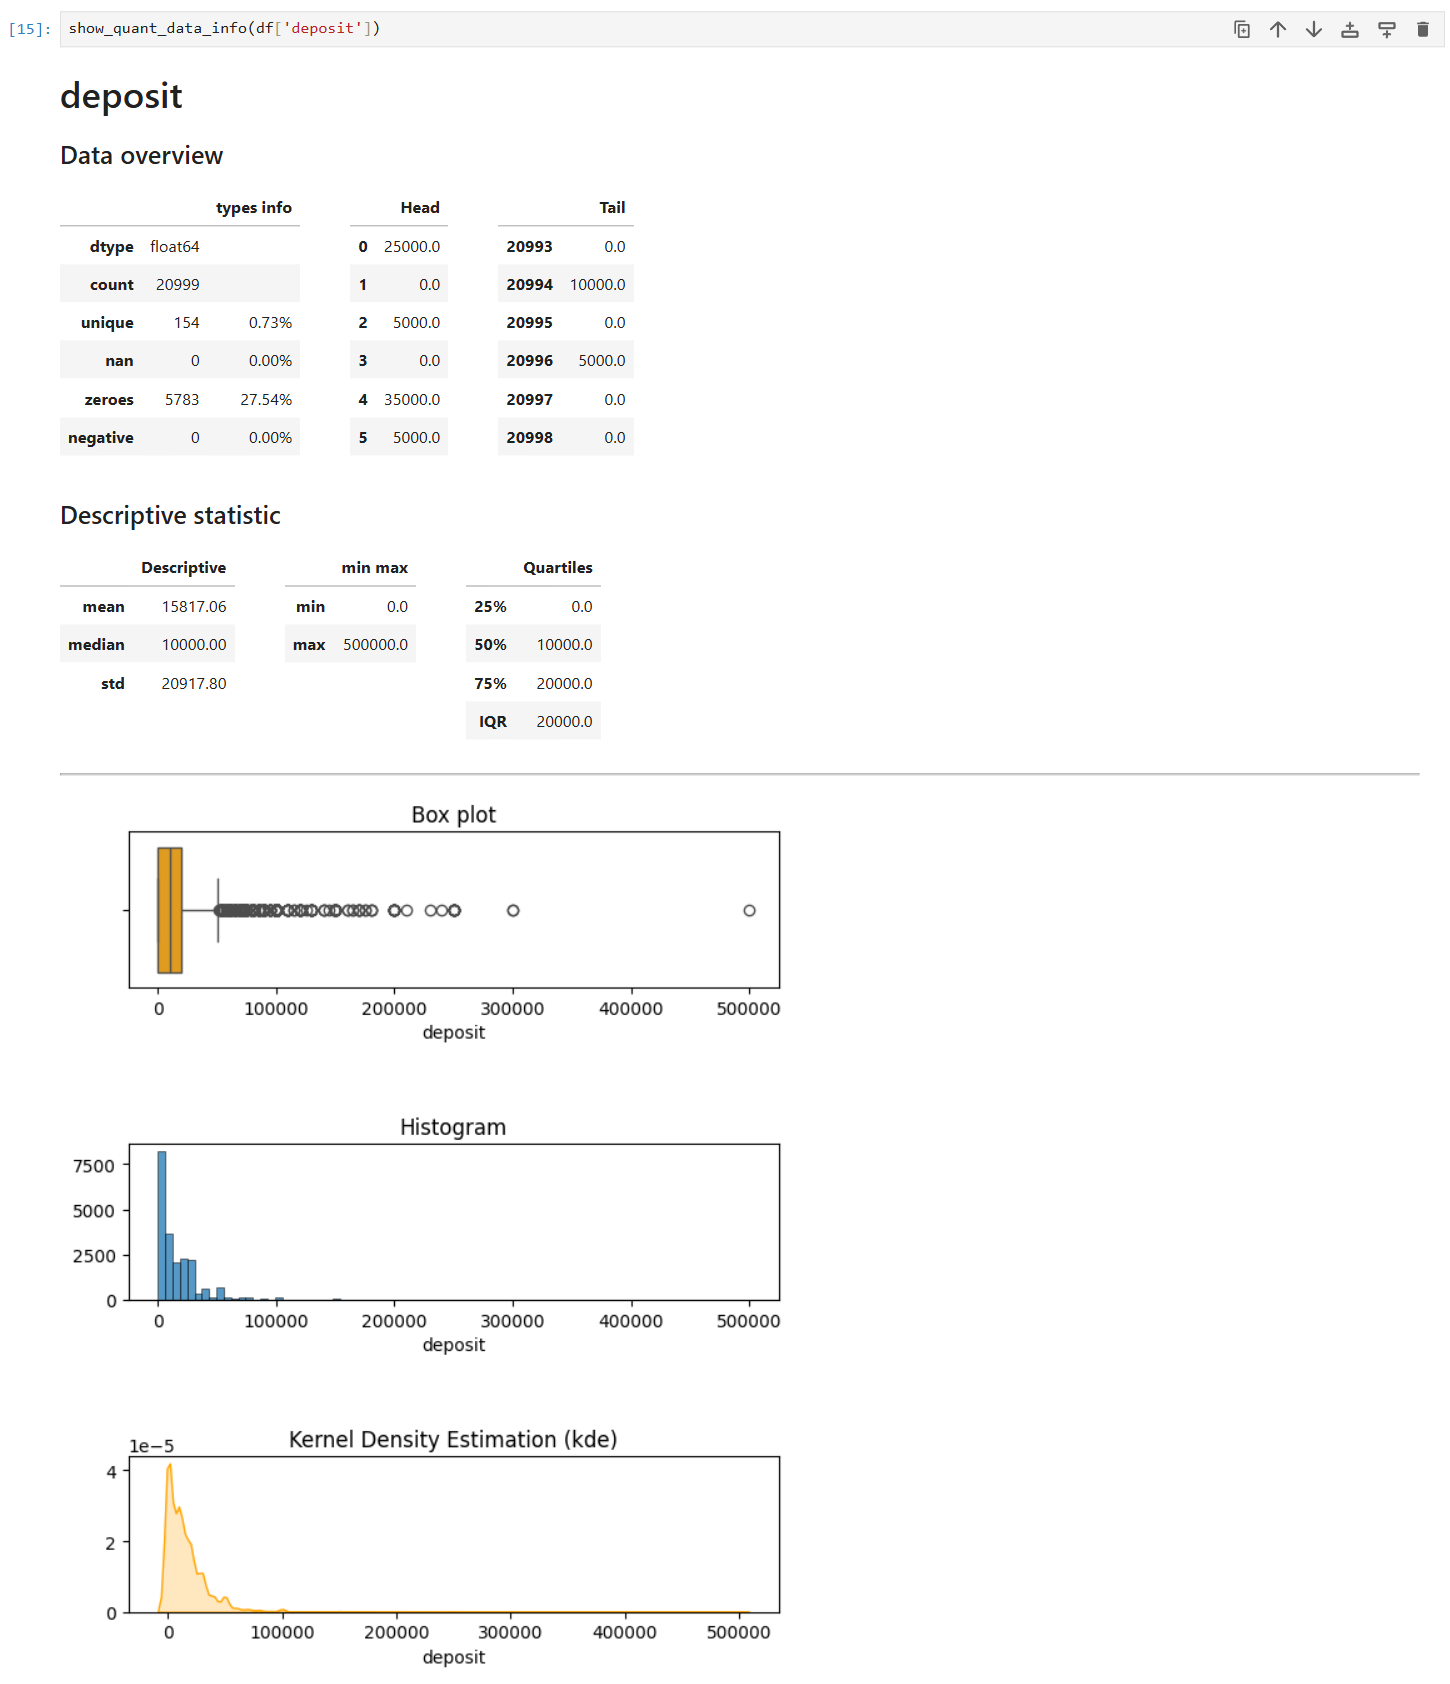 [15]: show_quant_data_info(df['deposit'])
deposit
Data overview
types info
dtype float64
count 20999
unique 154 0.73%
nan 0 0.00%
zeroes 5783 27.54%
negative 0 0.00%
Head
0 25000.0
1 0.0
2 5000.0
3 0.0
4 35000.0
5 5000.0
Tail
20993 0.0
20994 10000.0
20995 0.0
20996 5000.0
20997 0.0
20998 0.0
Descriptive statistic
Descriptive
mean 15817.06
median 10000.00
std 20917.80
min max
min 0.0
max 500000.0
Quartiles
25% 0.0
50% 10000.0
75% 20000.0
IQR 20000.0
Box plot
0 100000 200000 300000 400000 500000
deposit
Histogram
7500
5000
2500
0
0 100000 200000 300000 400000 500000
deposit
Kernel Density Estimation (kde)
1e−5
4
2
0
0 100000 200000 300000 400000 500000
deposit